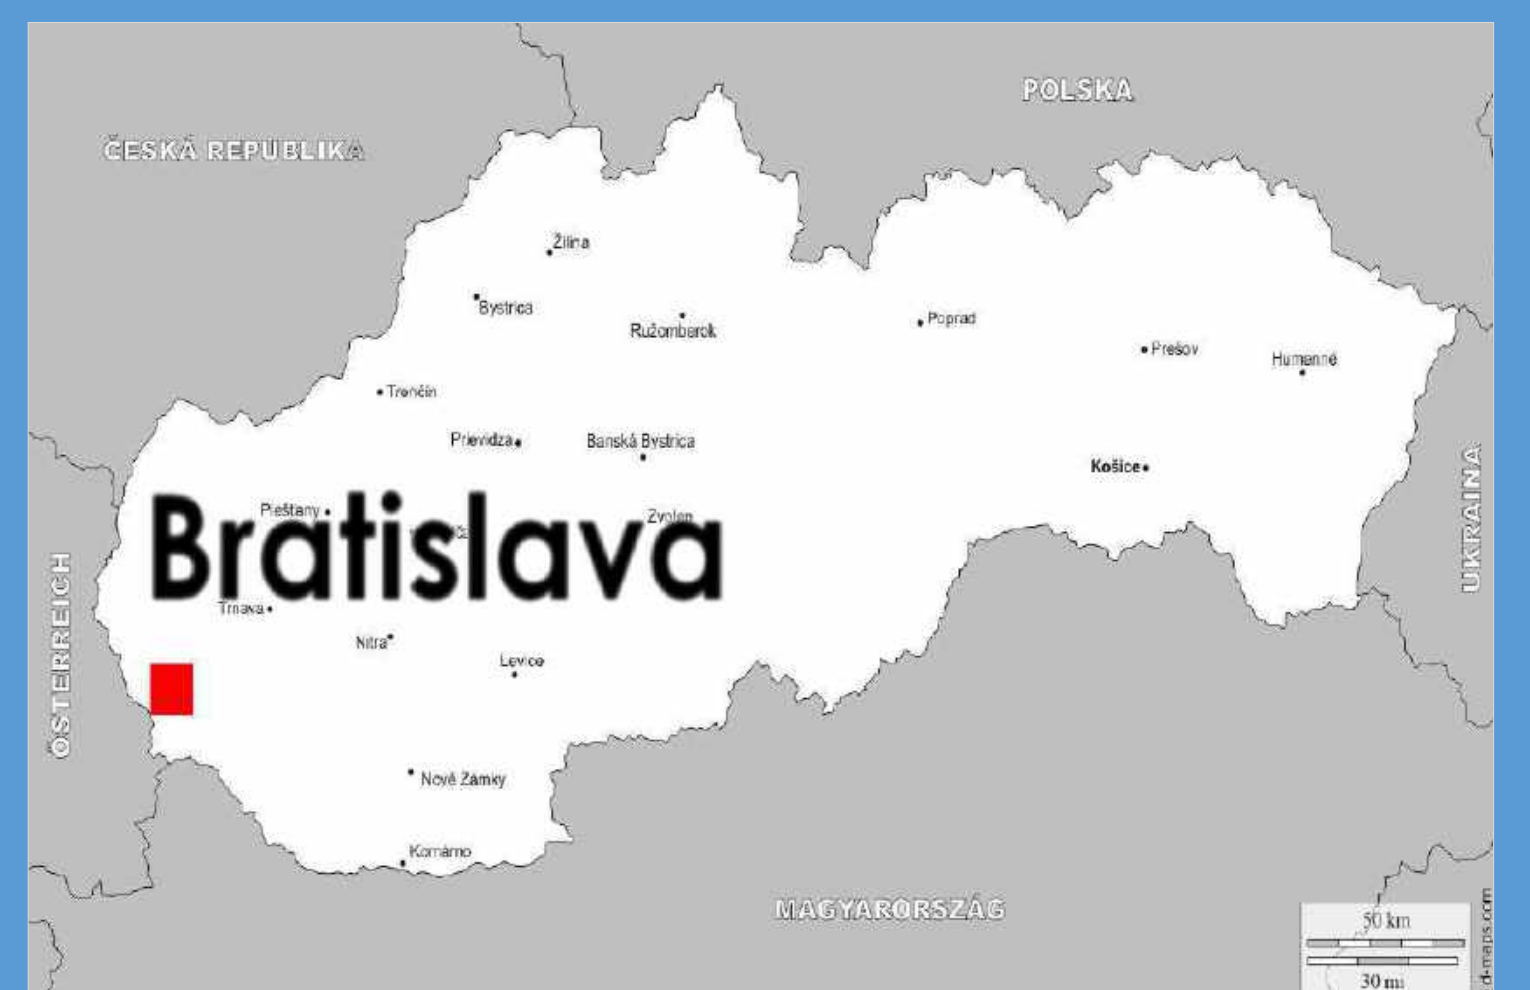 POLSKA
ČESKÁ REPUBLIKA
Žilina
Bystrica
Ružomberok
Poprad
Prešov
Humenné
Trenčín
Prievidza
Banská Bystrica
Košice
Piešťany
Zvolen
Bratislava
Trnava
Nitra
Levice
ÖSTERREICH
UKRAINA
Nové Zámky
Komárno
MAGYARORSZÁG
50 km
30 mi
d-maps.com